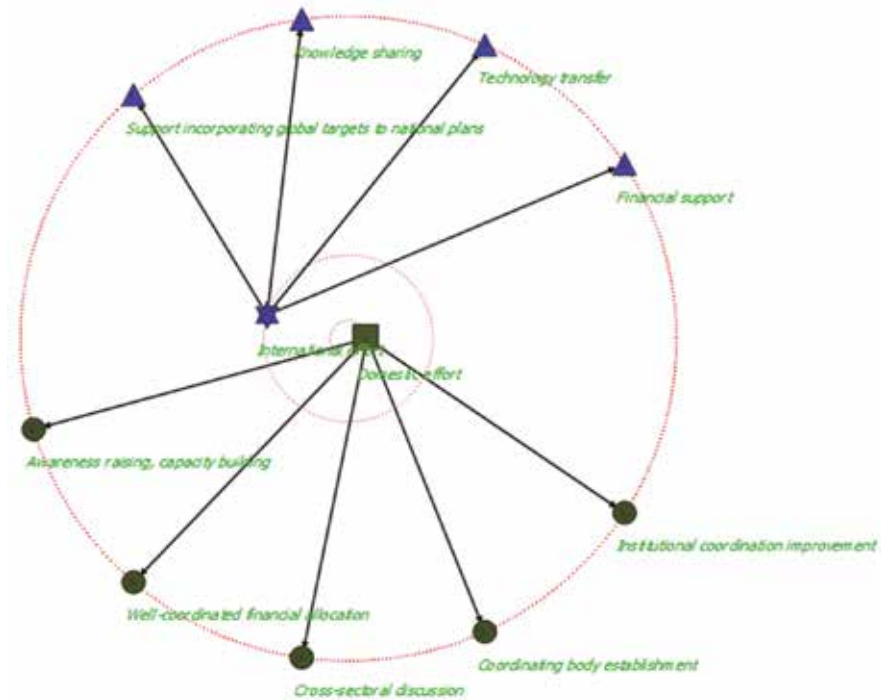 Knowledge sharing
Technology transfer
Support incorporating global targets to national plans
Financial support
International
Domestic effort
Awareness raising, capacity building
Institutional coordination improvement
Well-coordinated financial allocation
Coordinating body establishment
Cross-sectoral discussion